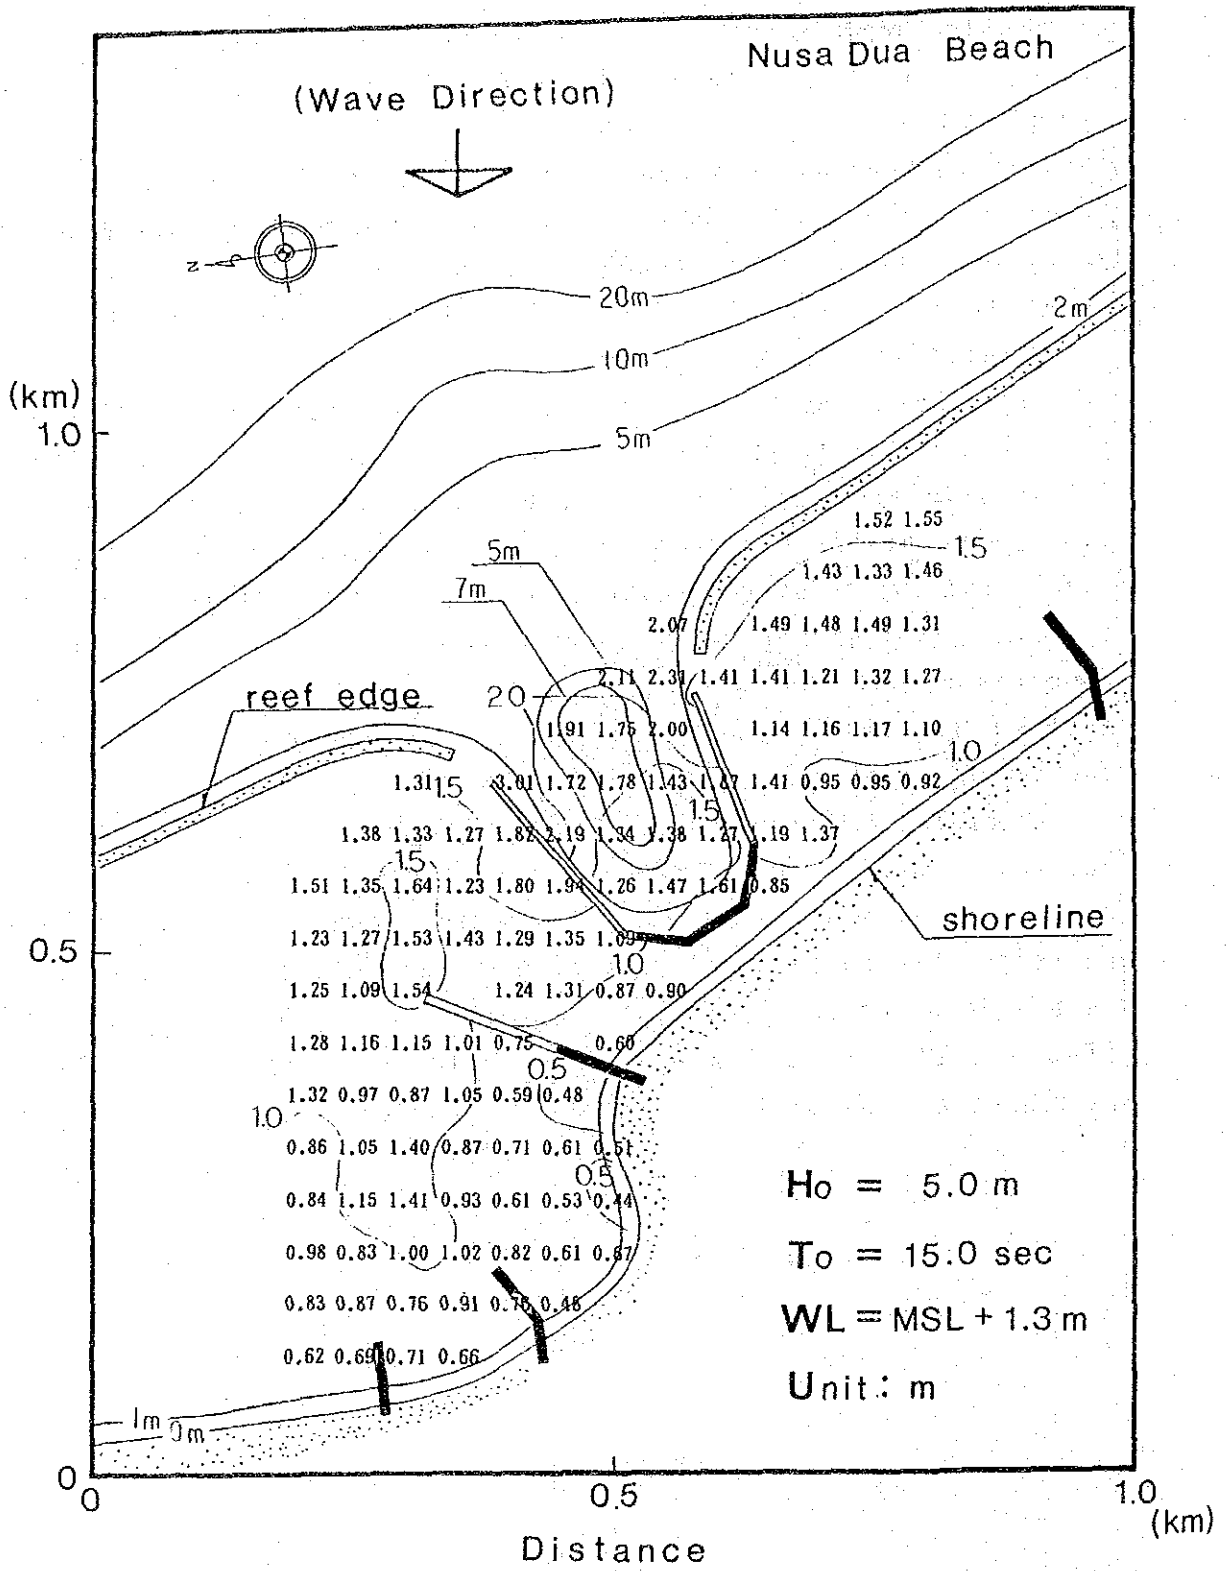 Nusa Dua Beach
(Wave Direction)
N
20m
2m
10m
(km)
1.0
5m
1.52 1.55
5m
1.5
1.43 1.33 1.46
7m
2.07 1.49 1.48 1.49 1.31
2.11 2.31 1.41 1.41 1.21 1.32 1.27
reef edge
20
1.91 1.75 2.00 1.14 1.16 1.17 1.10
1.0
1.31 3.01 1.72 1.78 1.43 1.41 0.95 0.95 0.92
1.5
1.5
1.38 1.33 1.27 1.82 2.19 1.34 1.38 1.27 1.19 1.37
1.5
1.51 1.35 1.64 1.23 1.80 1.94 1.26 1.47 1.61 0.85
shoreline
0.5
1.23 1.27 1.53 1.43 1.29 1.35 1.09
1.0
1.25 1.09 1.54 1.24 1.31 0.87 0.90
1.28 1.16 1.15 1.01 0.75 0.60
0.5
1.32 0.97 0.87 1.05 0.59 0.48
1.0
0.86 1.05 1.40 0.87 0.71 0.61 0.51
0.5
0.84 1.15 1.41 0.93 0.61 0.53 0.44
0.98 0.83 1.00 1.02 0.82 0.61 0.67
0.83 0.87 0.76 0.91 0.76 0.48
0.62 0.69 0.71 0.66
Ho = 5.0 m
To = 15.0 sec
WL = MSL + 1.3 m
Unit: m
1m
0m
0
0
0.5
1.0
(km)
Distance